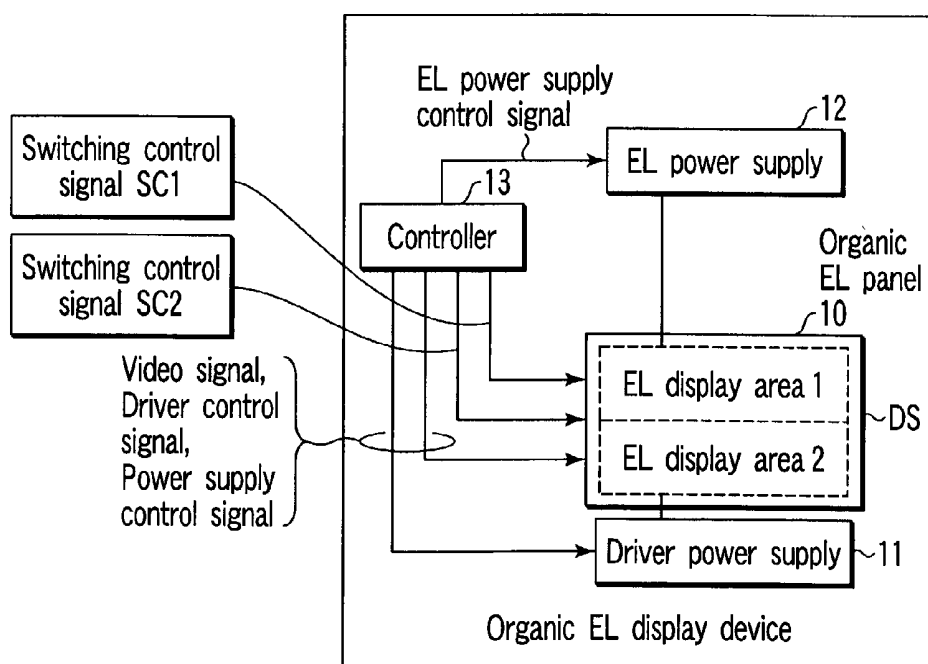 EL power supply
control signal
12
Switching control
signal SC1
EL power supply
13
Controller
Switching control
signal SC2
Organic
EL panel
10
Video signal,
Driver control
signal,
Power supply
control signal
EL display area 1
DS
EL display area 2
Driver power supply
11
Organic EL display device